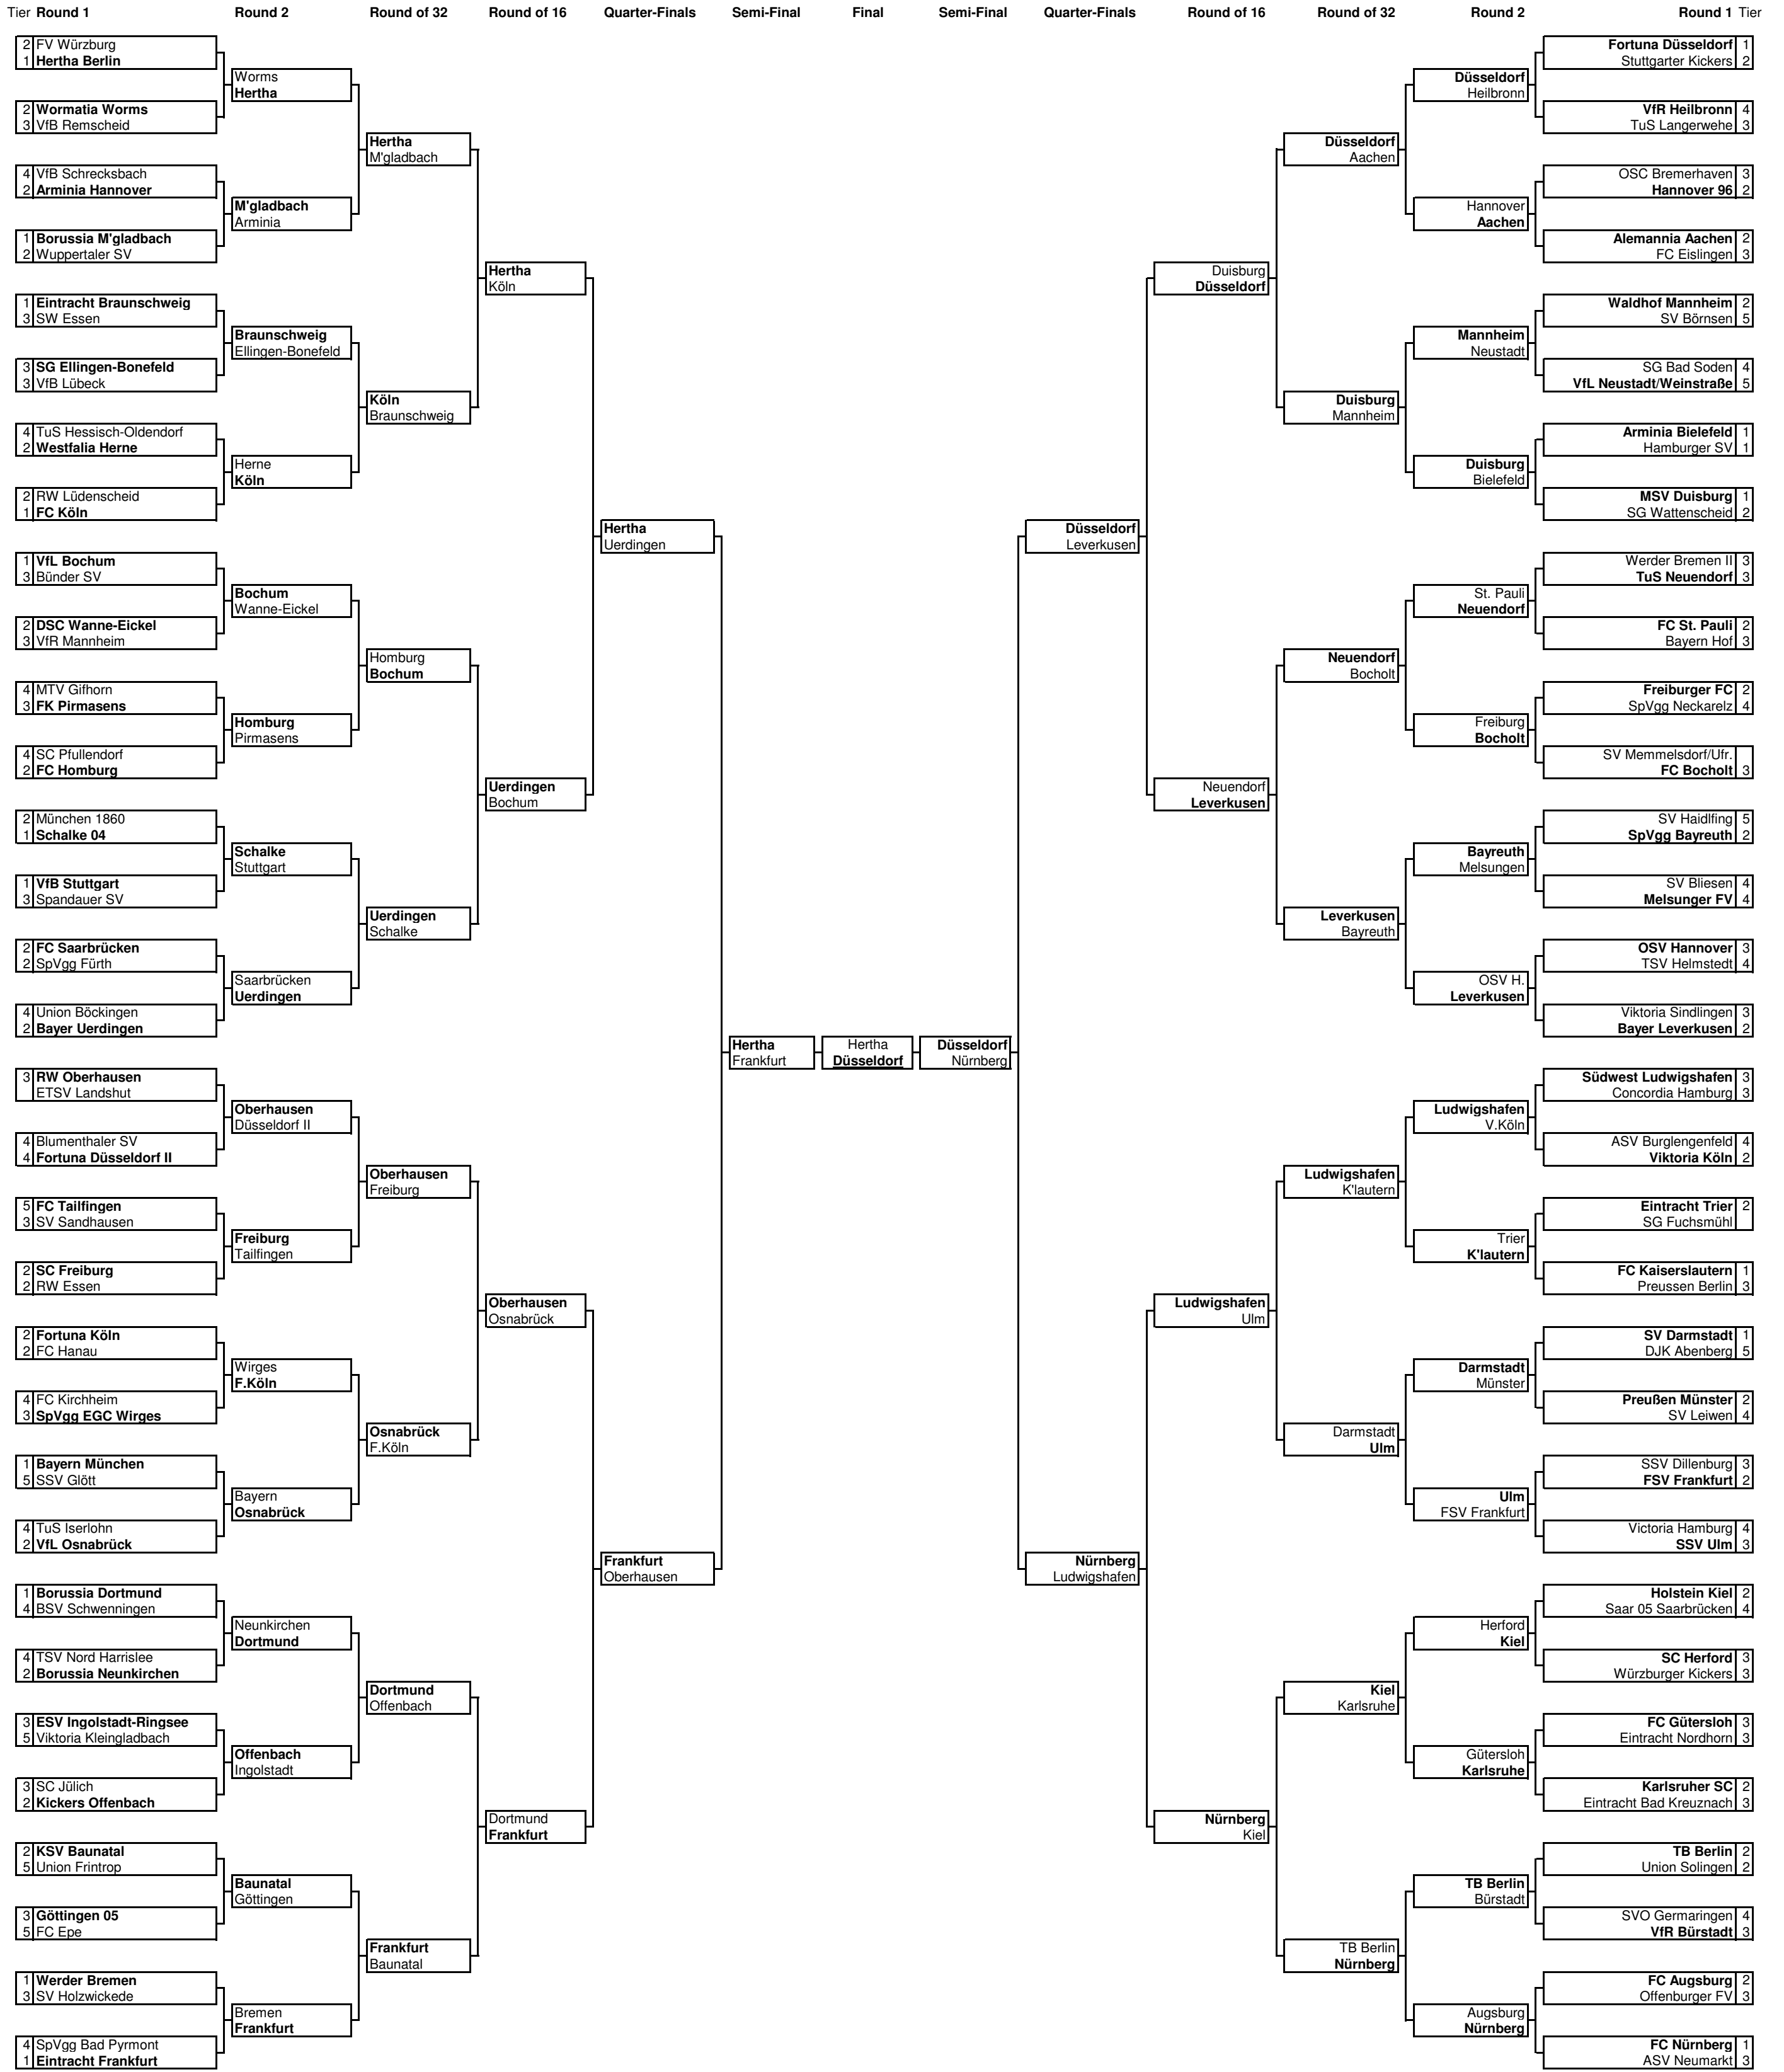 Tier Round 1 Round 2 Round of 32 Round of 16 Quarter-Finals Semi-Final Final Semi-Final Quarter-Finals Round of 16 Round of 32 Round 2 Round 1 Tier
2 FV Würzburg
1 Hertha Berlin
2 Wormatia Worms
3 VfB Remscheid
4 VfB Schrecksbach
2 Arminia Hannover
1 Borussia M'gladbach
2 Wuppertaler SV
1 Eintracht Braunschweig
3 SW Essen
3 SG Ellingen-Bonefeld
3 VfB Lübeck
4 TuS Hessisch-Oldendorf
2 Westfalia Herne
2 RW Lüdenscheid
1 FC Köln
1 VfL Bochum
3 Bünder SV
2 DSC Wanne-Eickel
3 VfR Mannheim
4 MTV Gifhorn
3 FK Pirmasens
4 SC Pfullendorf
2 FC Homburg
2 München 1860
1 Schalke 04
1 VfB Stuttgart
3 Spandauer SV
2 FC Saarbrücken
2 SpVgg Fürth
4 Union Böckingen
2 Bayer Uerdingen
3 RW Oberhausen
ETSV Landshut
4 Blumenthaler SV
4 Fortuna Düsseldorf II
5 FC Tailfingen
3 SV Sandhausen
2 SC Freiburg
2 RW Essen
2 Fortuna Köln
2 FC Hanau
4 FC Kirchheim
3 SpVgg EGC Wirges
1 Bayern München
5 SSV Glött
4 TuS Iserlohn
2 VfL Osnabrück
1 Borussia Dortmund
4 BSV Schwenningen
4 TSV Nord Harrislee
2 Borussia Neunkirchen
3 ESV Ingolstadt-Ringsee
5 Viktoria Kleingladbach
3 SC Jülich
2 Kickers Offenbach
2 KSV Baunatal
5 Union Frintrop
3 Göttingen 05
5 FC Epe
1 Werder Bremen
3 SV Holzwickede
4 SpVgg Bad Pyrmont
1 Eintracht Frankfurt
Worms
Hertha
M'gladbach
Arminia
Braunschweig
Ellingen-Bonefeld
Herne
Köln
Bochum
Wanne-Eickel
Homburg
Pirmasens
Schalke
Stuttgart
Saarbrücken
Uerdingen
Oberhausen
Düsseldorf II
Freiburg
Tailfingen
Wirges
F.Köln
Bayern
Osnabrück
Neunkirchen
Dortmund
Offenbach
Ingolstadt
Baunatal
Göttingen
Bremen
Frankfurt
Hertha
M'gladbach
Köln
Braunschweig
Homburg
Bochum
Uerdingen
Schalke
Oberhausen
Freiburg
Osnabrück
F.Köln
Dortmund
Offenbach
Frankfurt
Baunatal
Hertha
Köln
Uerdingen
Bochum
Oberhausen
Osnabrück
Dortmund
Frankfurt
Hertha
Uerdingen
Frankfurt
Oberhausen
Hertha
Frankfurt
Hertha
Düsseldorf
Düsseldorf
Nürnberg
Düsseldorf
Leverkusen
Nürnberg
Ludwigshafen
Duisburg
Düsseldorf
Neuendorf
Leverkusen
Ludwigshafen
Ulm
Nürnberg
Kiel
Düsseldorf
Aachen
Duisburg
Mannheim
Neuendorf
Bocholt
Leverkusen
Bayreuth
Ludwigshafen
K'lautern
Darmstadt
Ulm
Kiel
Karlsruhe
TB Berlin
Nürnberg
Düsseldorf
Heilbronn
Hannover
Aachen
Mannheim
Neustadt
Duisburg
Bielefeld
St. Pauli
Neuendorf
Freiburg
Bocholt
Bayreuth
Melsungen
OSV H.
Leverkusen
Ludwigshafen
V.Köln
Trier
K'lautern
Darmstadt
Münster
Ulm
FSV Frankfurt
Herford
Kiel
Gütersloh
Karlsruhe
TB Berlin
Bürstadt
Augsburg
Nürnberg
Fortuna Düsseldorf 1
Stuttgarter Kickers 2
VfR Heilbronn 4
TuS Langerwehe 3
OSC Bremerhaven 3
Hannover 96 2
Alemannia Aachen 2
FC Eislingen 3
Waldhof Mannheim 2
SV Börnsen 5
SG Bad Soden 4
VfL Neustadt/Weinstraße 5
Arminia Bielefeld 1
Hamburger SV 1
MSV Duisburg 1
SG Wattenscheid 2
Werder Bremen II 3
TuS Neuendorf 3
FC St. Pauli 2
Bayern Hof 3
Freiburger FC 2
SpVgg Neckarelz 4
SV Memmelsdorf/Ufr.
FC Bocholt 3
SV Haidlfing 5
SpVgg Bayreuth 2
SV Bliesen 4
Melsunger FV 4
OSV Hannover 3
TSV Helmstedt 4
Viktoria Sindlingen 3
Bayer Leverkusen 2
Südwest Ludwigshafen 3
Concordia Hamburg 3
ASV Burglengenfeld 4
Viktoria Köln 2
Eintracht Trier 2
SG Fuchsmühl
FC Kaiserslautern 1
Preussen Berlin 3
SV Darmstadt 1
DJK Abenberg 5
Preußen Münster 2
SV Leiwen 4
SSV Dillenburg 3
FSV Frankfurt 2
Victoria Hamburg 4
SSV Ulm 3
Holstein Kiel 2
Saar 05 Saarbrücken 4
SC Herford 3
Würzburger Kickers 3
FC Gütersloh 3
Eintracht Nordhorn 3
Karlsruher SC 2
Eintracht Bad Kreuznach 3
TB Berlin 2
Union Solingen 2
SVO Germaringen 4
VfR Bürstadt 3
FC Augsburg 2
Offenburger FV 3
FC Nürnberg 1
ASV Neumarkt 3